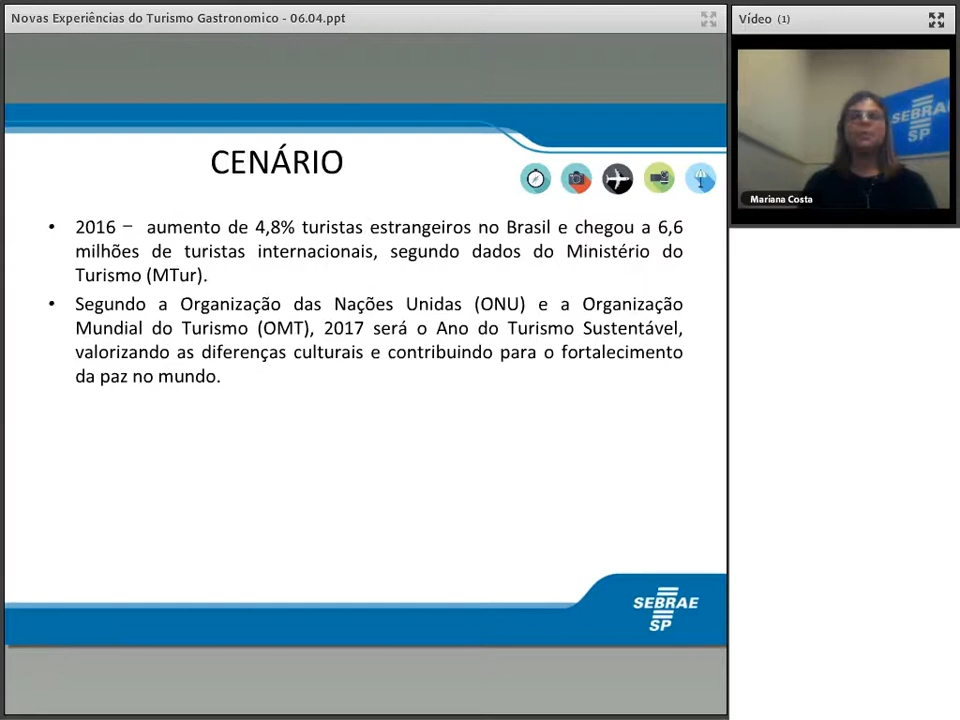 Novas Experiências do Turismo Gastronomico - 06.04.ppt
Vídeo (1)
SEBRAE
SP
Mariana Costa
CENÁRIO
• 2016 – aumento de 4,8% turistas estrangeiros no Brasil e chegou a 6,6
milhões de turistas internacionais, segundo dados do Ministério do
Turismo (MTur).
• Segundo a Organização das Nações Unidas (ONU) e a Organização
Mundial do Turismo (OMT), 2017 será o Ano do Turismo Sustentável,
valorizando as diferenças culturais e contribuindo para o fortalecimento
da paz no mundo.
SEBRAE
SP